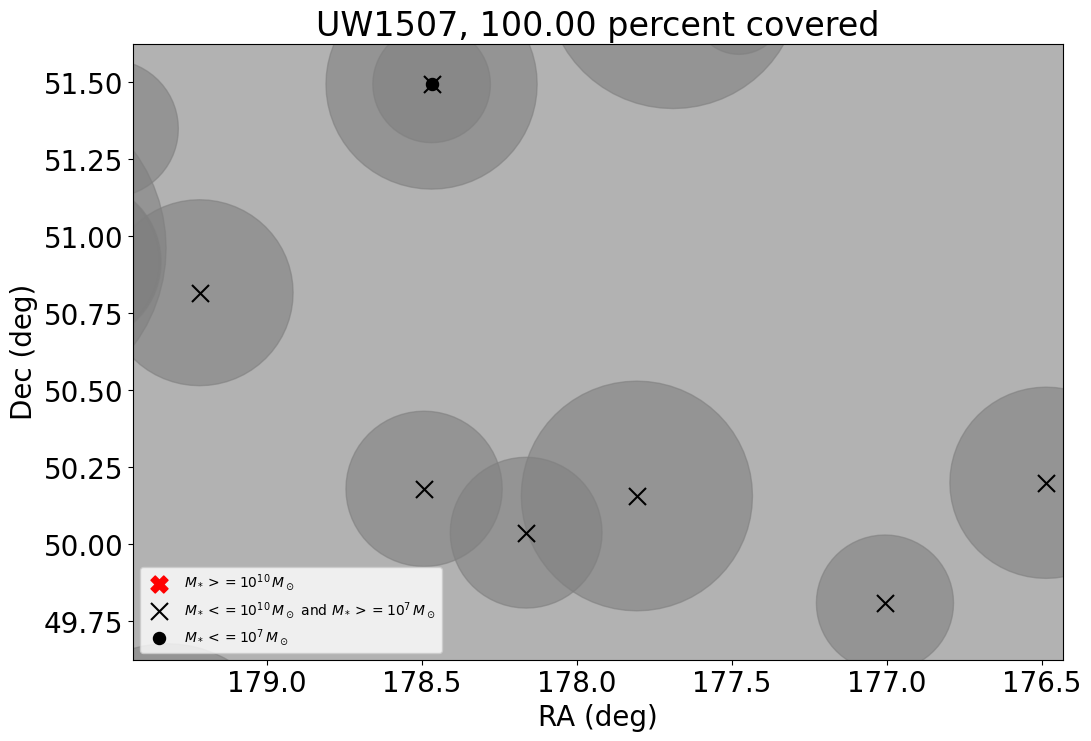 UW1507, 100.00 percent covered
51.50
51.25
51.00
50.75
50.50
50.25
50.00
49.75
Dec (deg)
M* >= 10^10 M⊙
M* <= 10^10 M⊙ and M* >= 10^7 M⊙
M* <= 10^7 M⊙
179.0 178.5 178.0 177.5 177.0 176.5
RA (deg)